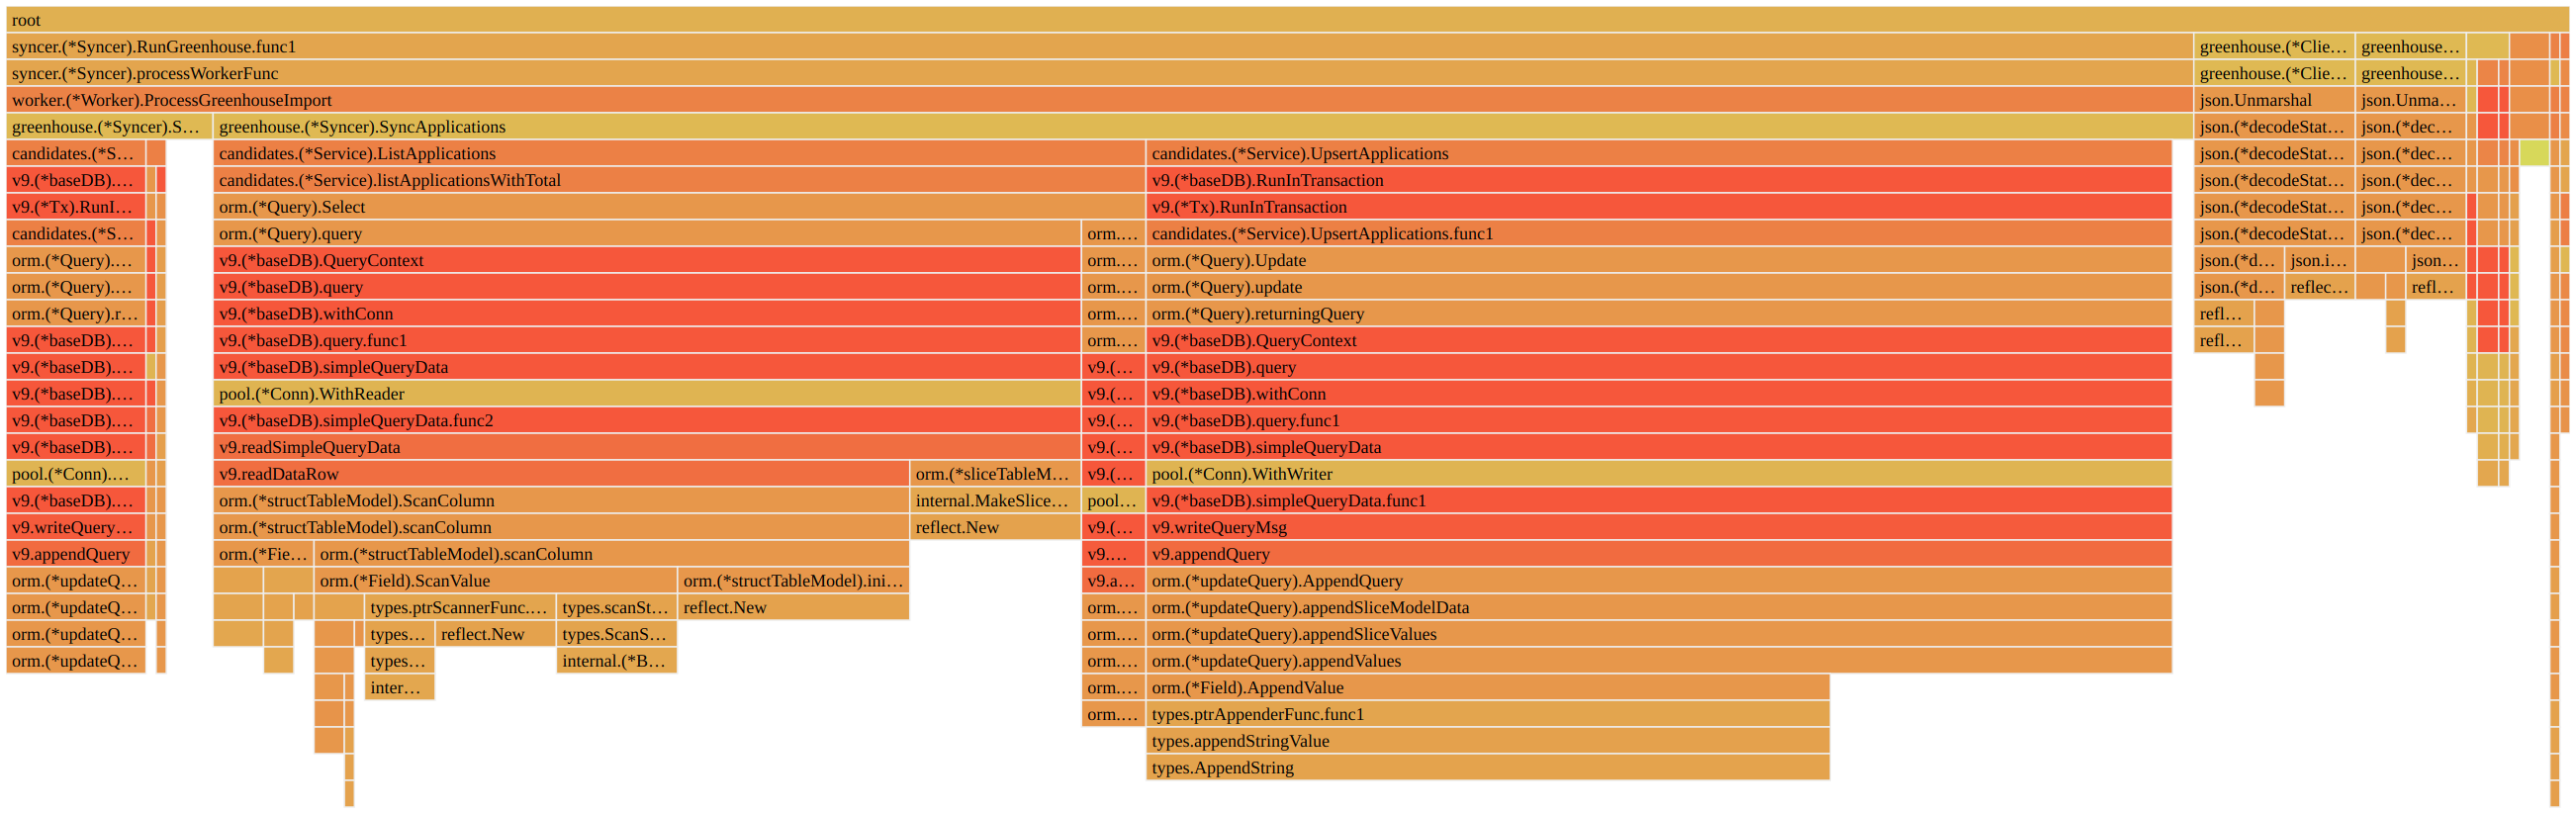 root
syncer.(*Syncer).RunGreenhouse.func1 greenhouse.(*Clie… greenhouse…
syncer.(*Syncer).processWorkerFunc greenhouse.(*Clie… greenhouse…
worker.(*Worker).ProcessGreenhouseImport json.Unmarshal json.Unma…
greenhouse.(*Syncer).S… greenhouse.(*Syncer).SyncApplications json.(*decodeStat… json.(*dec…
candidates.(*S… candidates.(*Service).ListApplications candidates.(*Service).UpsertApplications json.(*decodeStat… json.(*dec…
v9.(*baseDB).… candidates.(*Service).listApplicationsWithTotal v9.(*baseDB).RunInTransaction json.(*decodeStat… json.(*dec…
v9.(*Tx).RunI… orm.(*Query).Select v9.(*Tx).RunInTransaction json.(*decodeStat… json.(*dec…
candidates.(*S… orm.(*Query).query orm.… candidates.(*Service).UpsertApplications.func1 json.(*decodeStat… json.(*dec…
orm.(*Query).… v9.(*baseDB).QueryContext orm.… orm.(*Query).Update json.(*d… json.i… json…
orm.(*Query).… v9.(*baseDB).query orm.… orm.(*Query).update json.(*d… reflec… refl…
orm.(*Query).r… v9.(*baseDB).withConn orm.… orm.(*Query).returningQuery refl…
v9.(*baseDB).… v9.(*baseDB).query.func1 orm.… v9.(*baseDB).QueryContext refl…
v9.(*baseDB).… v9.(*baseDB).simpleQueryData v9.(… v9.(*baseDB).query
v9.(*baseDB).… pool.(*Conn).WithReader v9.(… v9.(*baseDB).withConn
v9.(*baseDB).… v9.(*baseDB).simpleQueryData.func2 v9.(… v9.(*baseDB).query.func1
v9.(*baseDB).… v9.readSimpleQueryData v9.(… v9.(*baseDB).simpleQueryData
pool.(*Conn).… v9.readDataRow orm.(*sliceTableM… v9.(… pool.(*Conn).WithWriter
v9.(*baseDB).… orm.(*structTableModel).ScanColumn internal.MakeSlice… pool… v9.(*baseDB).simpleQueryData.func1
v9.writeQuery… orm.(*structTableModel).scanColumn reflect.New v9.(… v9.writeQueryMsg
v9.appendQuery orm.(*Fie… orm.(*structTableModel).scanColumn v9.… v9.appendQuery
orm.(*updateQ… orm.(*Field).ScanValue orm.(*structTableModel).ini… v9.a… orm.(*updateQuery).AppendQuery
orm.(*updateQ… types.ptrScannerFunc.… types.scanSt… reflect.New orm.… orm.(*updateQuery).appendSliceModelData
orm.(*updateQ… types… reflect.New types.ScanS… orm.… orm.(*updateQuery).appendSliceValues
orm.(*updateQ… types… internal.(*B… orm.… orm.(*updateQuery).appendValues
inter… orm.… orm.(*Field).AppendValue
orm.… types.ptrAppenderFunc.func1
types.appendStringValue
types.AppendString